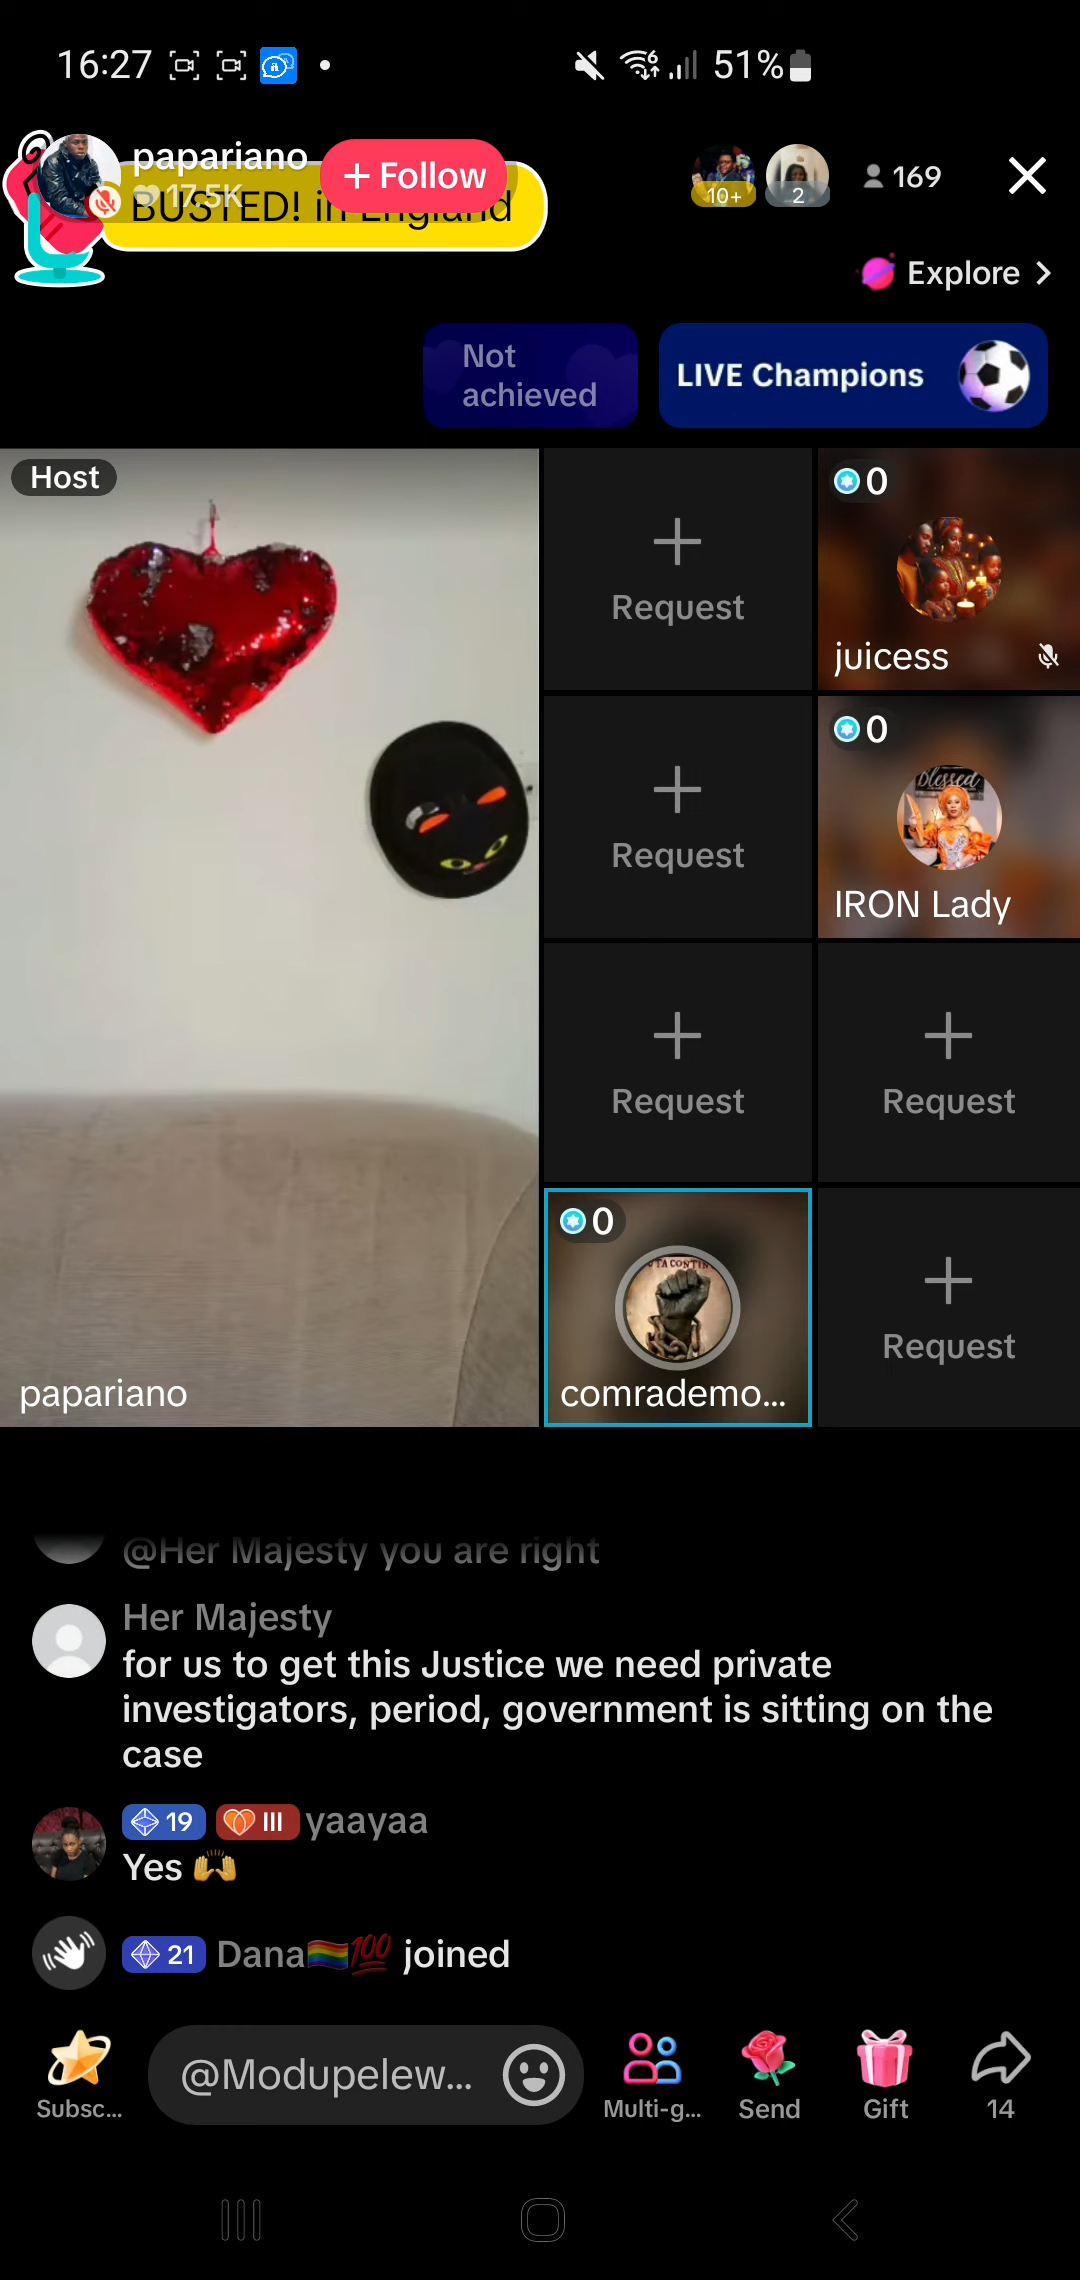 16:27
51%
papariano
17.5K
+ Follow
BUSTED! in England
10+
2
169
Explore
Not
achieved
LIVE Champions
Host
Request
0
juicess
Request
0
Blessed
IRON Lady
Request
Request
0
comrademo...
Request
papariano
@Her Majesty you are right
Her Majesty
for us to get this Justice we need private
investigators, period, government is sitting on the
case
19 III yaayaa
Yes 🙌
21 Dana🏳️‍🌈💯 joined
@Modupelew...
Subsc...
Multi-g...
Send
Gift
14